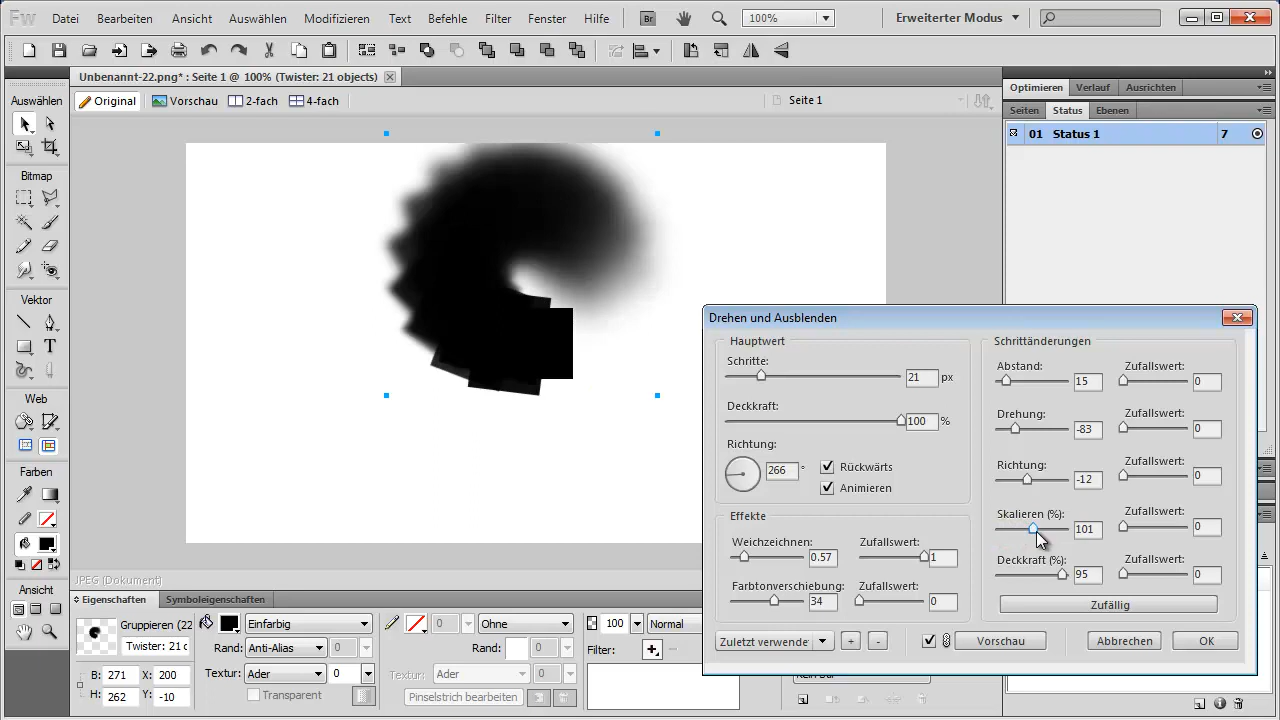 Fw Datei Bearbeiten Ansicht Auswählen Modifizieren Text Befehle Filter Fenster Hilfe Br 100% Erweiterter Modus
Unbenannt-22.png* : Seite 1 @ 100% (Twister: 21 objects)
Original Vorschau 2-fach 4-fach Seite 1
Auswählen
Bitmap
Vektor
Web
Farben
Ansicht
Optimieren Verlauf Ausrichten
Seiten Status Ebenen
01 Status 1 7
Drehen und Ausblenden
Hauptwert
Schritte:
21 px
Deckkraft:
100 %
Richtung:
266 °
Rückwärts
Animieren
Effekte
Weichzeichnen: Zufallswert:
0.57 1
Farbtonverschiebung: Zufallswert:
34 0
Schrittänderungen
Abstand: Zufallswert:
15 0
Drehung: Zufallswert:
-83 0
Richtung: Zufallswert:
-12 0
Skalieren (%): Zufallswert:
101 0
Deckkraft (%): Zufallswert:
95 0
Zufällig
Zuletzt verwende + - Vorschau Abbrechen OK
JPEG (Dokument)
Eigenschaften Symboleigenschaften
Gruppieren (22
Twister: 21 o
B: 271 X: 200
H: 262 Y: -10
Einfarbig
Rand: Anti-Alias 0
Textur: Ader 0
Transparent
0 Ohne
Rand: 0
Textur: Ader 0
Pinselstrich bearbeiten
100 Normal
Filter: